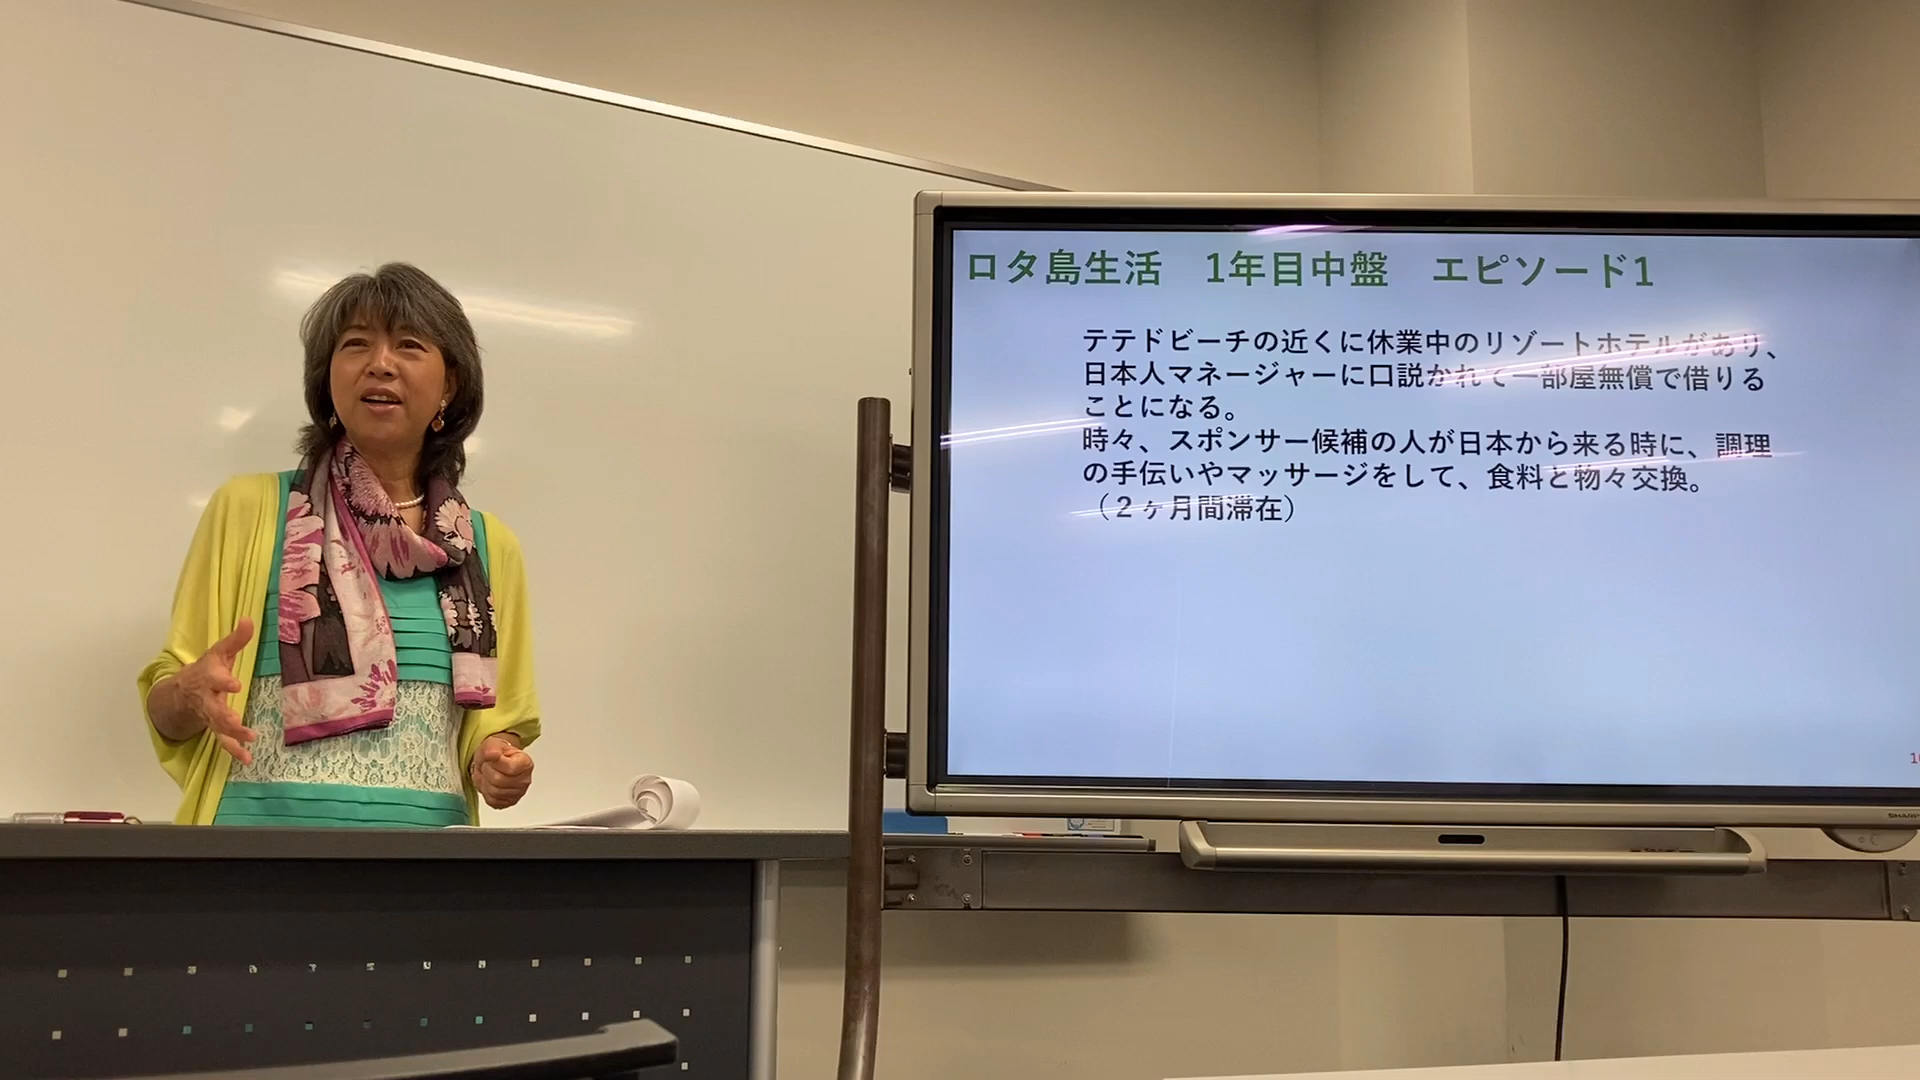 ロタ島生活　1年目中盤　エピソード1
テテドビーチの近くに休業中のリゾートホテルがあり、
日本人マネージャーに口説かれて一部屋無償で借りる
ことになる。
時々、スポンサー候補の人が日本から来る時に、調理
の手伝いやマッサージをして、食料と物々交換。
（２ヶ月間滞在）
SHARP